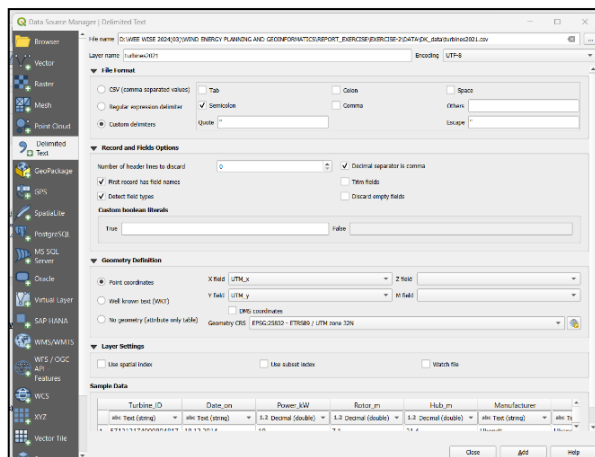 Data Source Manager | Delimited Text
Browser
Vector
Raster
Mesh
Point Cloud
Delimited Text
GeoPackage
GPS
SpatiaLite
PostgreSQL
MS SQL Server
Oracle
Virtual Layer
SAP HANA
WMS/WMTS
WFS / OGC API Features
WCS
XYZ
Vector Tile
File name D:\WEE WISE 2024(03)\WIND ENERGY PLANNING AND GEOINFORMATICS\REPORT_EXERCISE\EXERCISE-2\DATA\DK_data\turbines2021.csv
Layer name turbines2021 Encoding UTF-8
File Format
CSV (comma separated values) Tab Colon Space
Regular expression delimiter Semicolon Comma Others
Custom delimiters Quote " Escape "
Record and Fields Options
Number of header lines to discard 0 Decimal separator is comma
First record has field names Trim fields
Detect field types Discard empty fields
Custom boolean literals
True False
Geometry Definition
Point coordinates X field UTM_x Z field
Well known text (WKT) Y field UTM_y M field
DMS coordinates
No geometry (attribute only table) Geometry CRS EPSG:25832 - ETRS89 / UTM zone 32N
Layer Settings
Use spatial index Use subset index Watch file
Sample Data
Turbine_ID Date_on Power_kW Rotor_m Hub_m Manufacturer
abc Text (string) abc Text (string) 1.2 Decimal (double) 1.2 Decimal (double) 1.2 Decimal (double) abc Text (string) abc T
Close Add Help